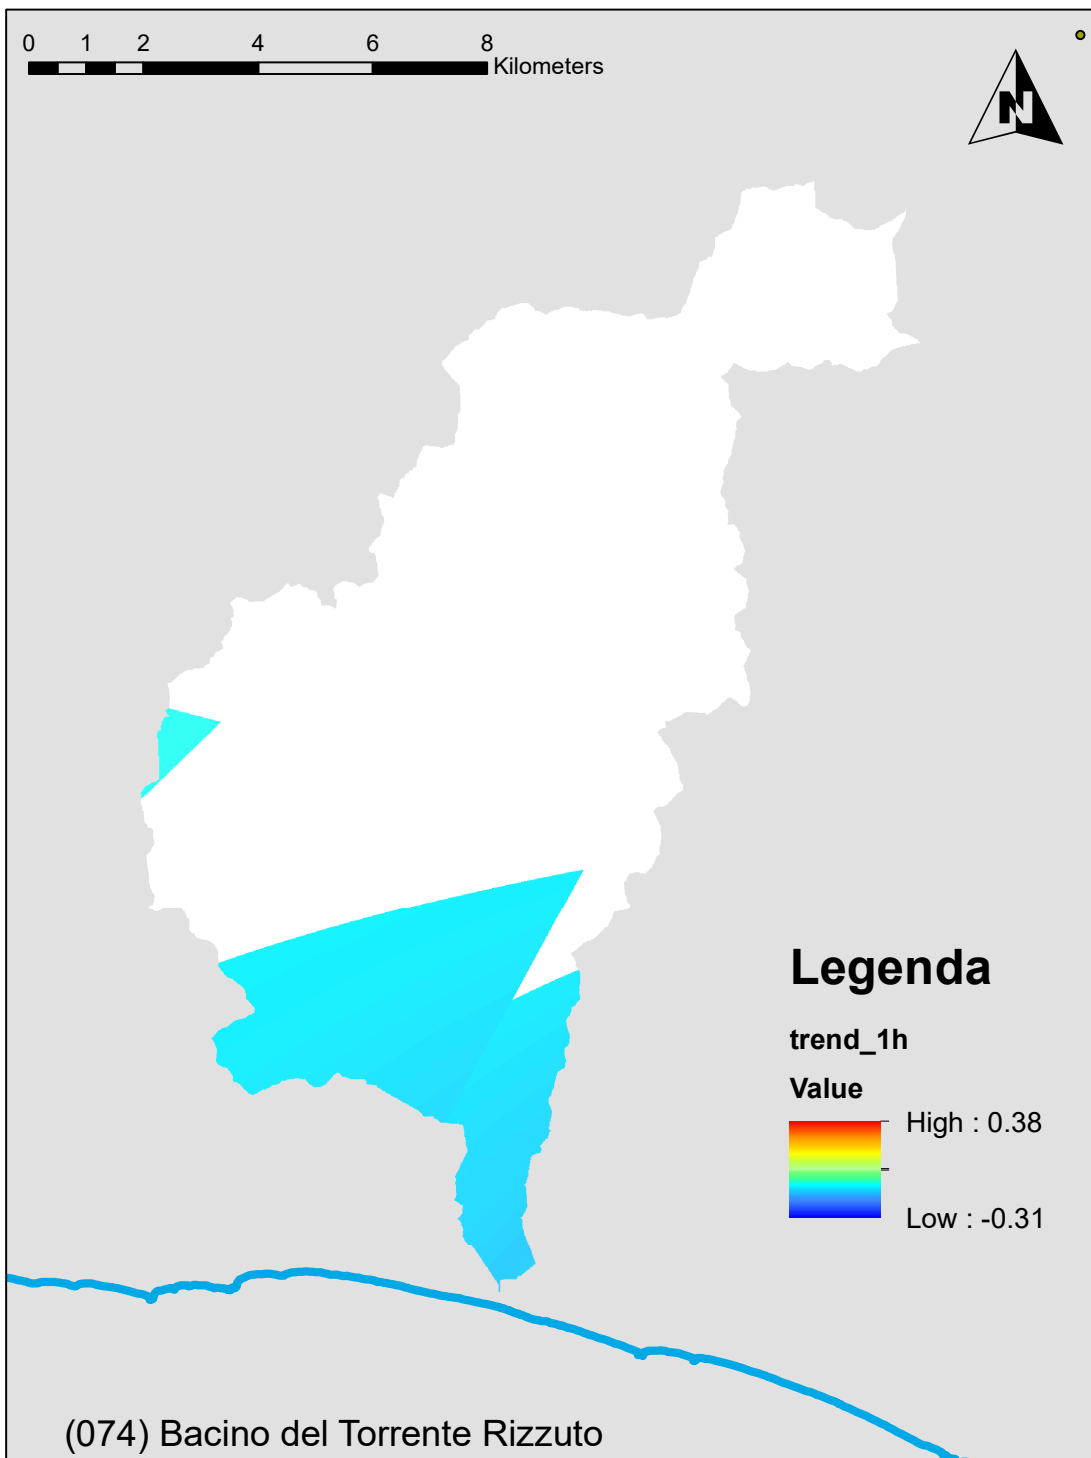 0 1 2 4 6 8
Kilometers
N
Legenda
trend_1h
Value
High : 0.38
Low : -0.31
(074) Bacino del Torrente Rizzuto